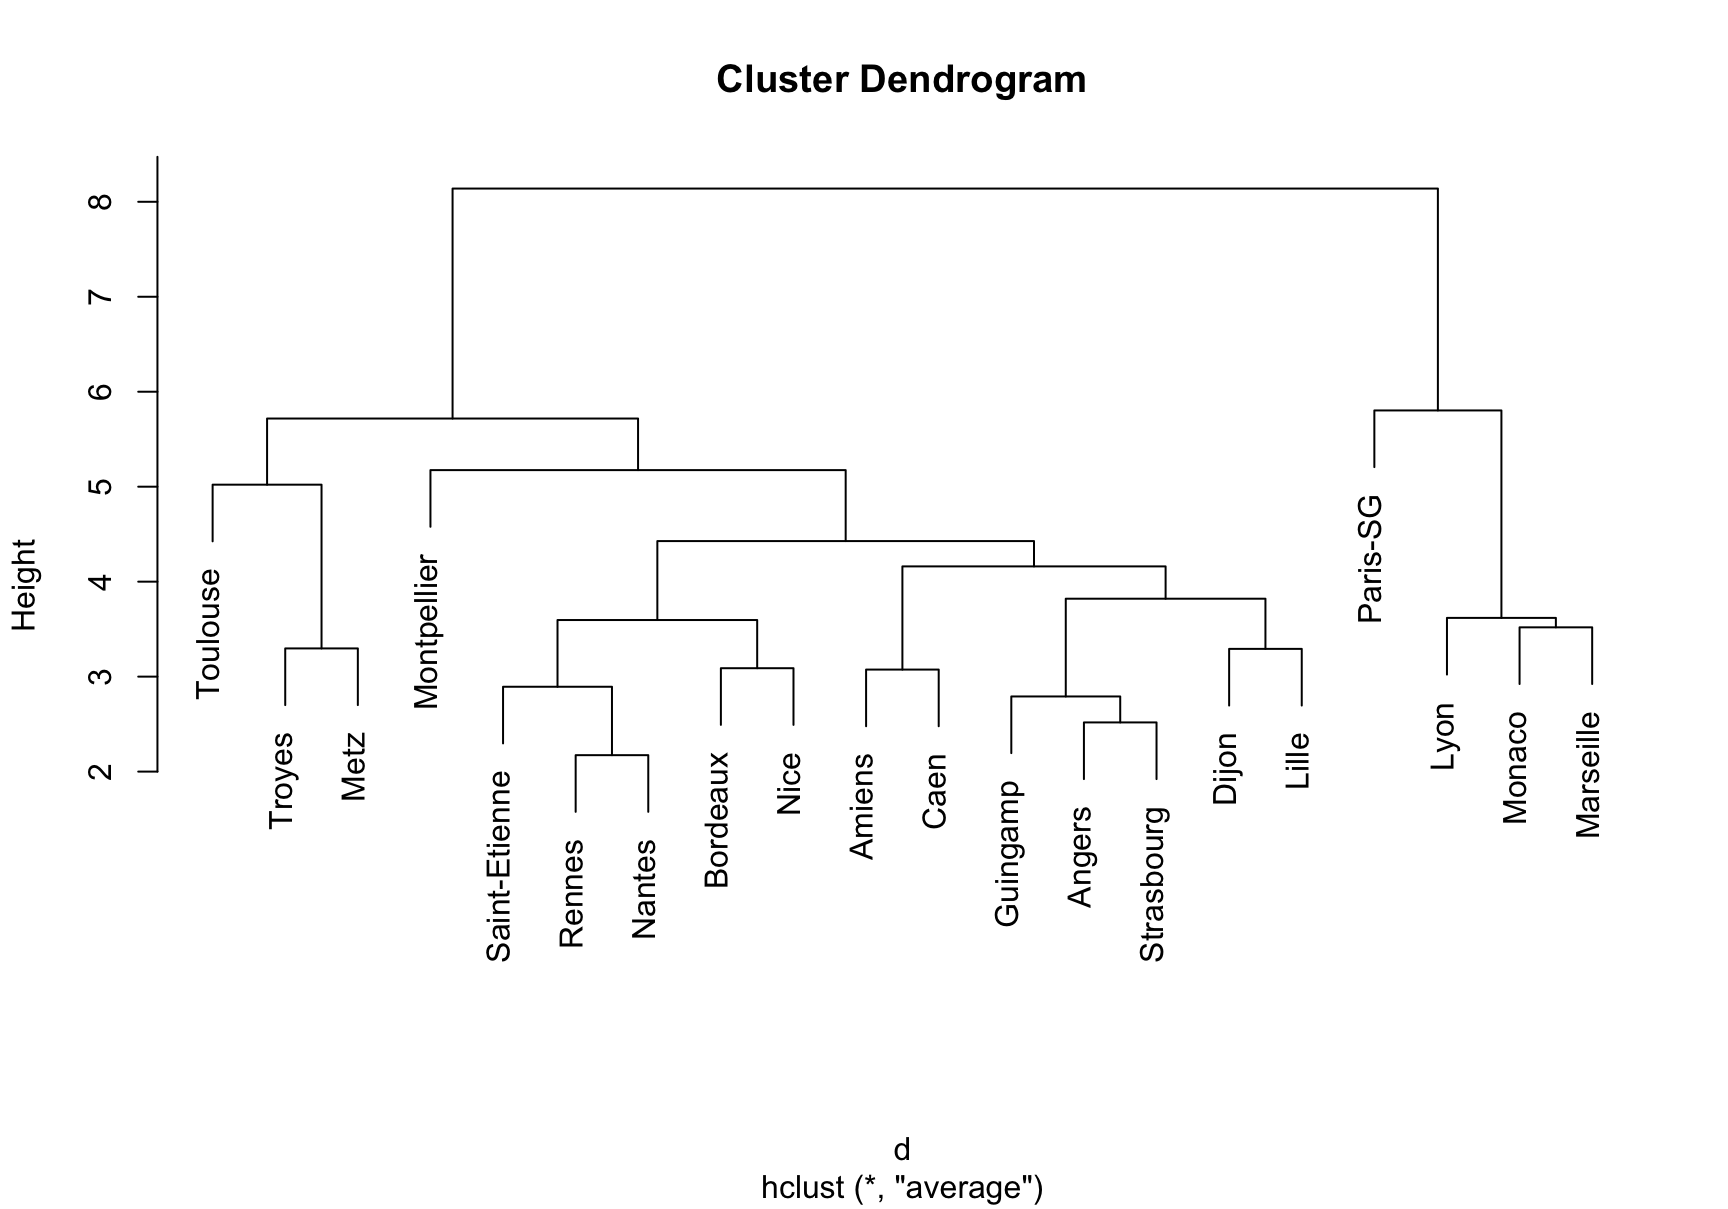 Cluster Dendrogram
Height
8
7
6
5
4
3
2
Toulouse
Troyes
Metz
Montpellier
Saint-Etienne
Rennes
Nantes
Bordeaux
Nice
Amiens
Caen
Guingamp
Angers
Strasbourg
Dijon
Lille
Paris-SG
Lyon
Monaco
Marseille
d
hclust (*, "average")